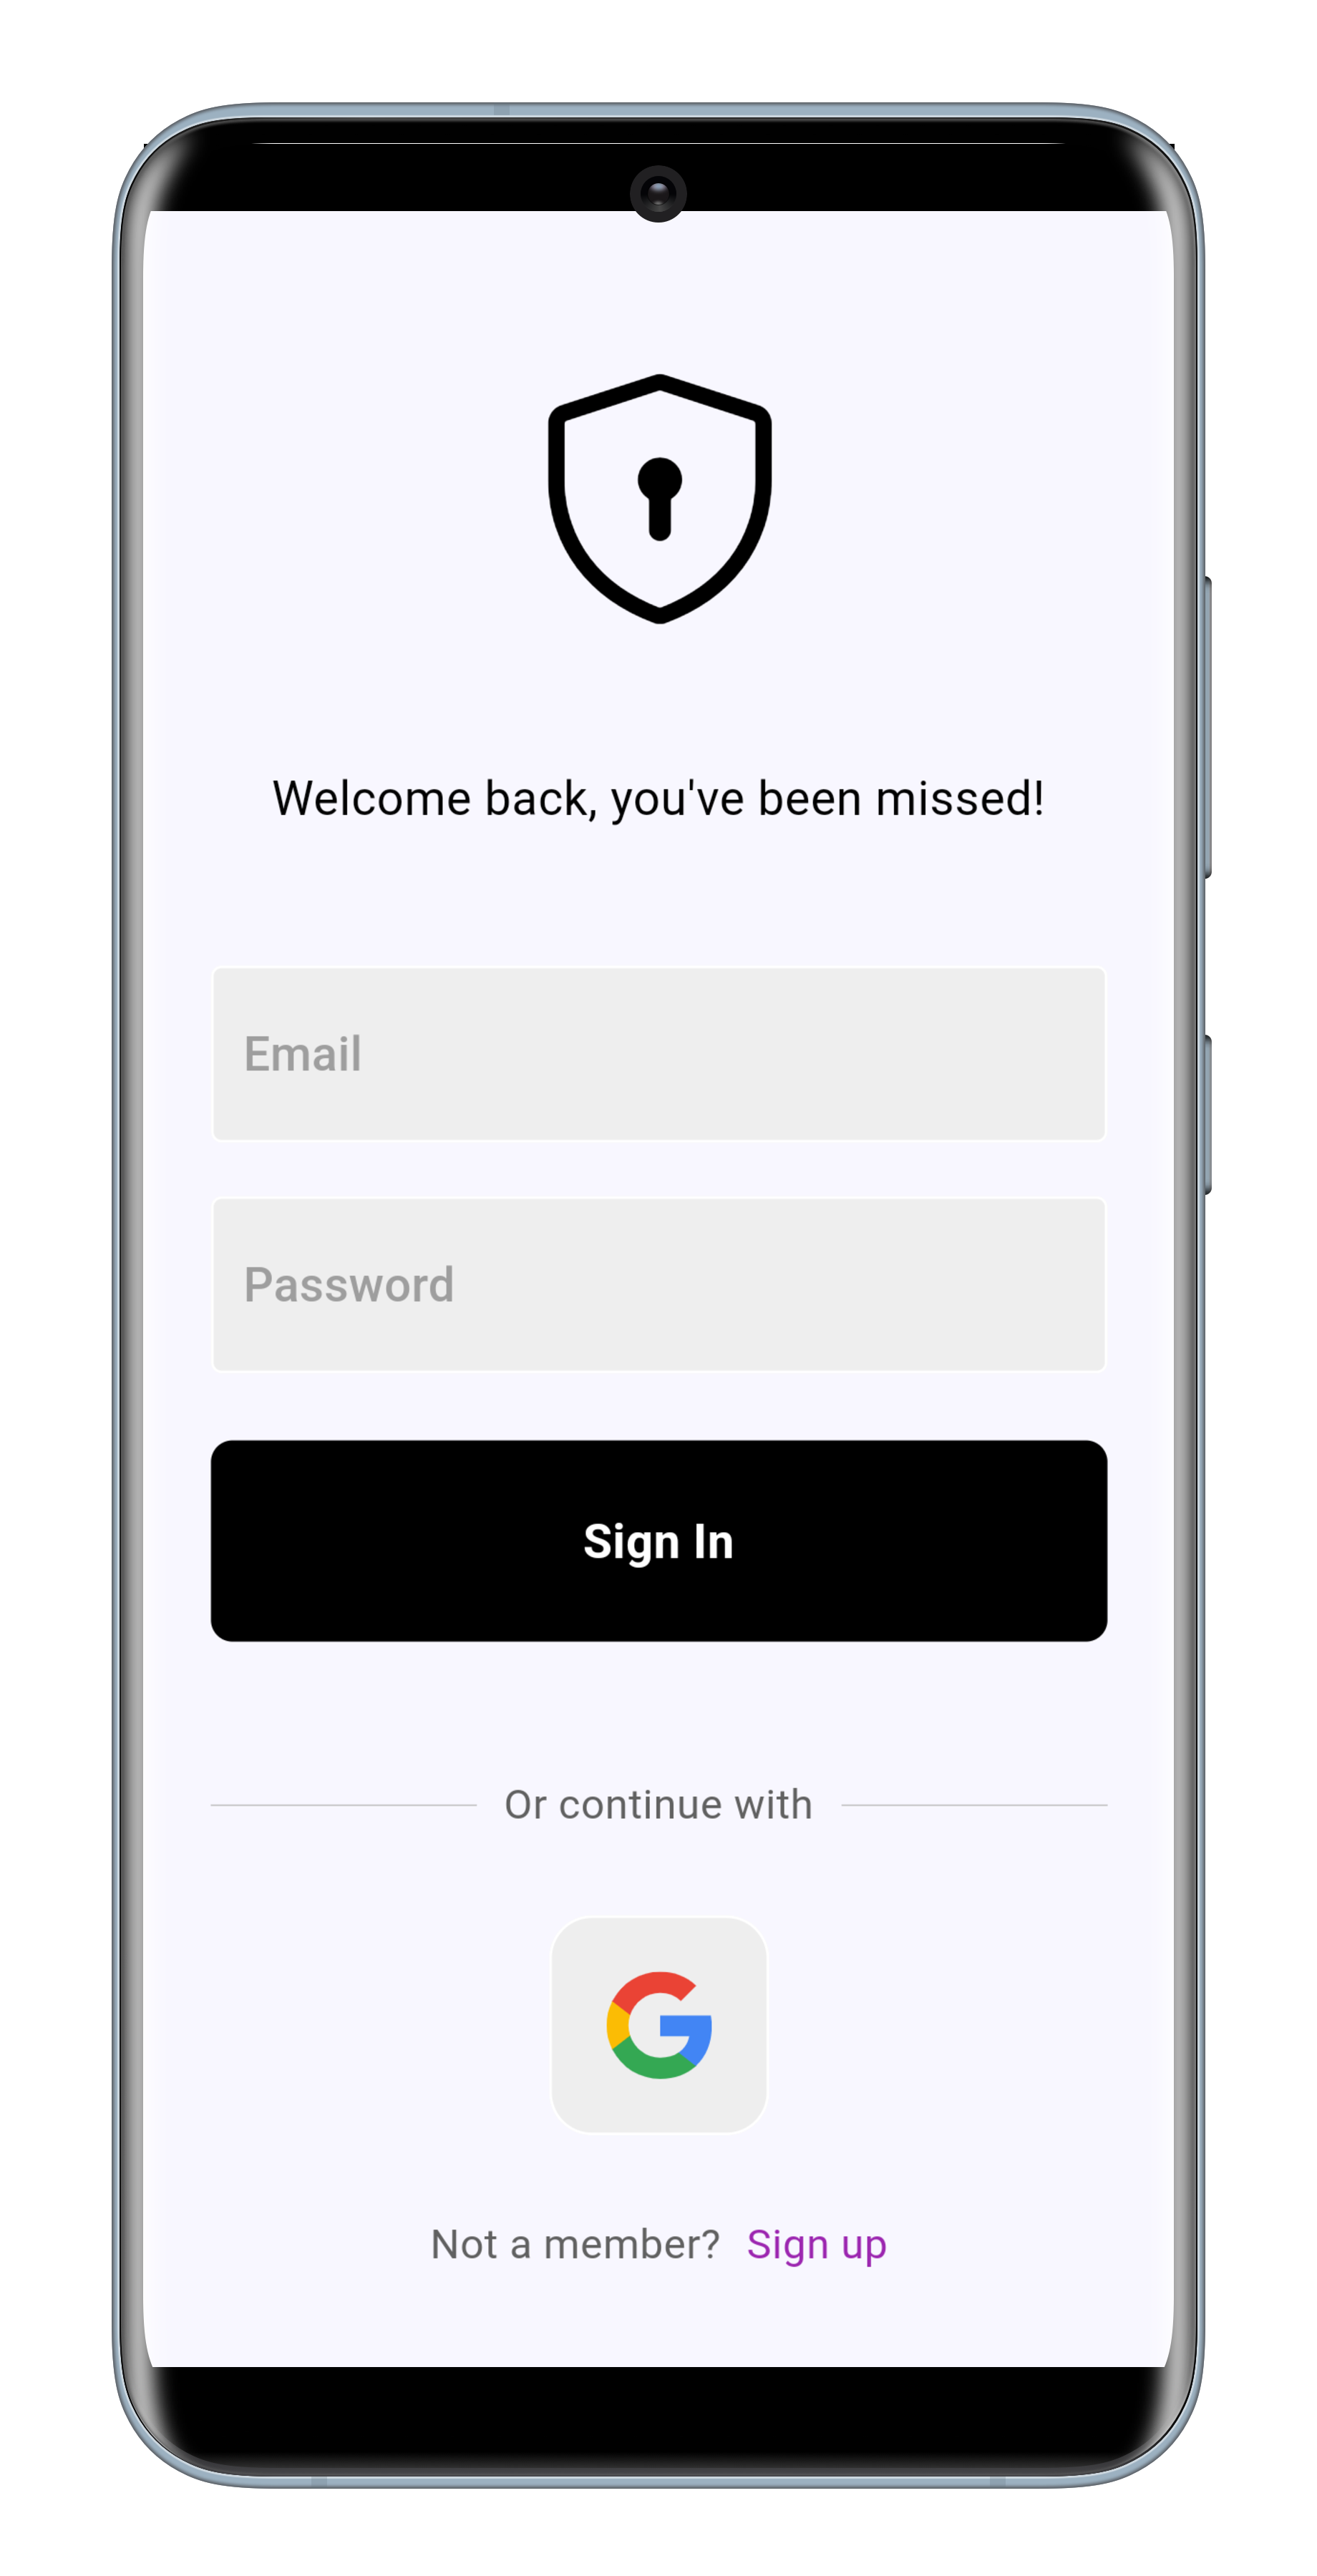 Welcome back, you've been missed!
Email
Password
Sign In
Or continue with
Not a member? Sign up